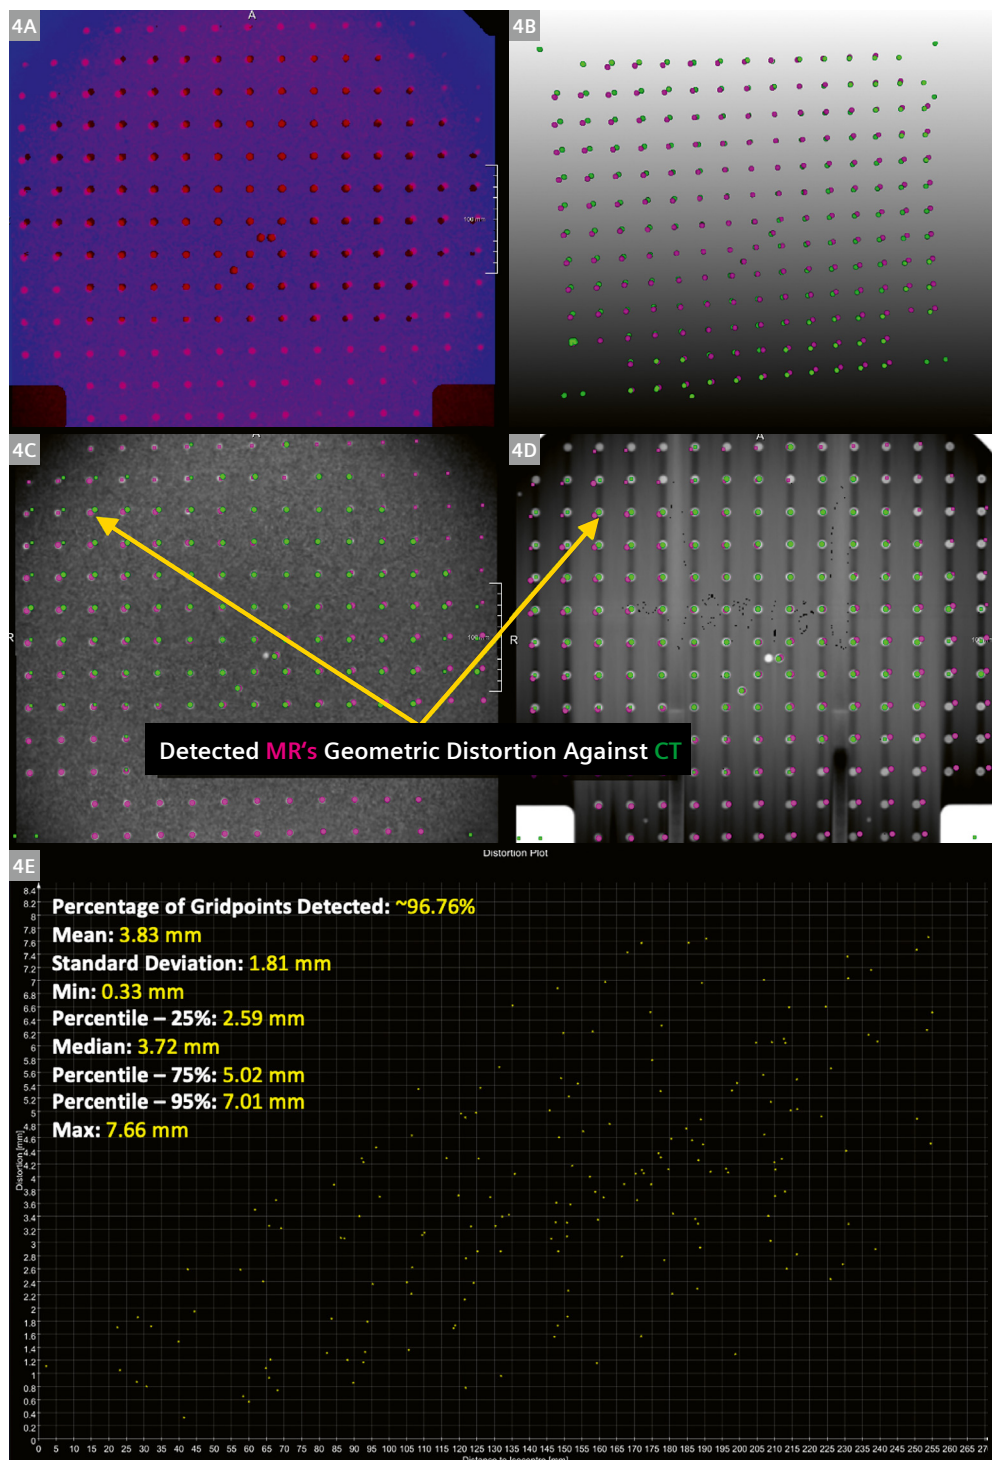 4A
A
100 mm
4B
4C
A
R
4D
A
R
Detected MR's Geometric Distortion Against CT
4E
Distortion Plot
Percentage of Gridpoints Detected: ~96.76%
Mean: 3.83 mm
Standard Deviation: 1.81 mm
Min: 0.33 mm
Percentile – 25%: 2.59 mm
Median: 3.72 mm
Percentile – 75%: 5.02 mm
Percentile – 95%: 7.01 mm
Max: 7.66 mm
Distortion [mm]
8.4
8.2
8
7.8
7.6
7.4
7.2
7
6.8
6.6
6.4
6.2
6
5.8
5.6
5.4
5.2
5
4.8
4.6
4.4
4.2
4
3.8
3.6
3.4
3.2
3
2.8
2.6
2.4
2.2
2
1.8
1.6
1.4
1.2
1
0.8
0.6
0.4
0.2
0
0 5 10 15 20 25 30 35 40 45 50 55 60 65 70 75 80 85 90 95 100 105 110 115 120 125 130 135 140 145 150 155 160 165 170 175 180 185 190 195 200 205 210 215 220 225 230 235 240 245 250 255 260 265
Distance to Isocentre [mm]